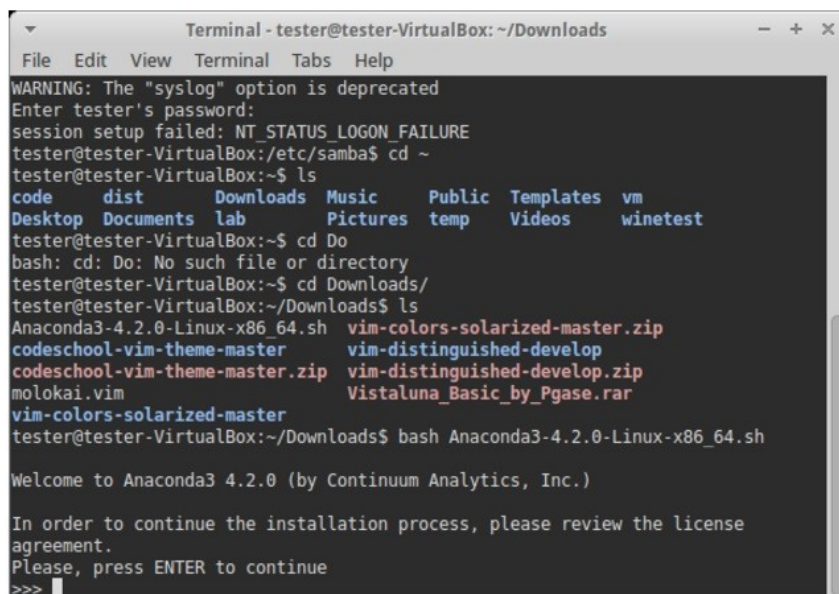 Terminal - tester@tester-VirtualBox: ~/Downloads
File Edit View Terminal Tabs Help
WARNING: The "syslog" option is deprecated
Enter tester's password:
session setup failed: NT_STATUS_LOGON_FAILURE
tester@tester-VirtualBox:/etc/samba$ cd ~
tester@tester-VirtualBox:~$ ls
code dist Downloads Music Public Templates vm
Desktop Documents lab Pictures temp Videos winetest
tester@tester-VirtualBox:~$ cd Do
bash: cd: Do: No such file or directory
tester@tester-VirtualBox:~$ cd Downloads/
tester@tester-VirtualBox:~/Downloads$ ls
Anaconda3-4.2.0-Linux-x86_64.sh vim-colors-solarized-master.zip
codeschool-vim-theme-master vim-distinguished-develop
codeschool-vim-theme-master.zip vim-distinguished-develop.zip
molokai.vim Vistaluna_Basic_by_Pgase.rar
vim-colors-solarized-master
tester@tester-VirtualBox:~/Downloads$ bash Anaconda3-4.2.0-Linux-x86_64.sh
Welcome to Anaconda3 4.2.0 (by Continuum Analytics, Inc.)
In order to continue the installation process, please review the license
agreement.
Please, press ENTER to continue
>>>